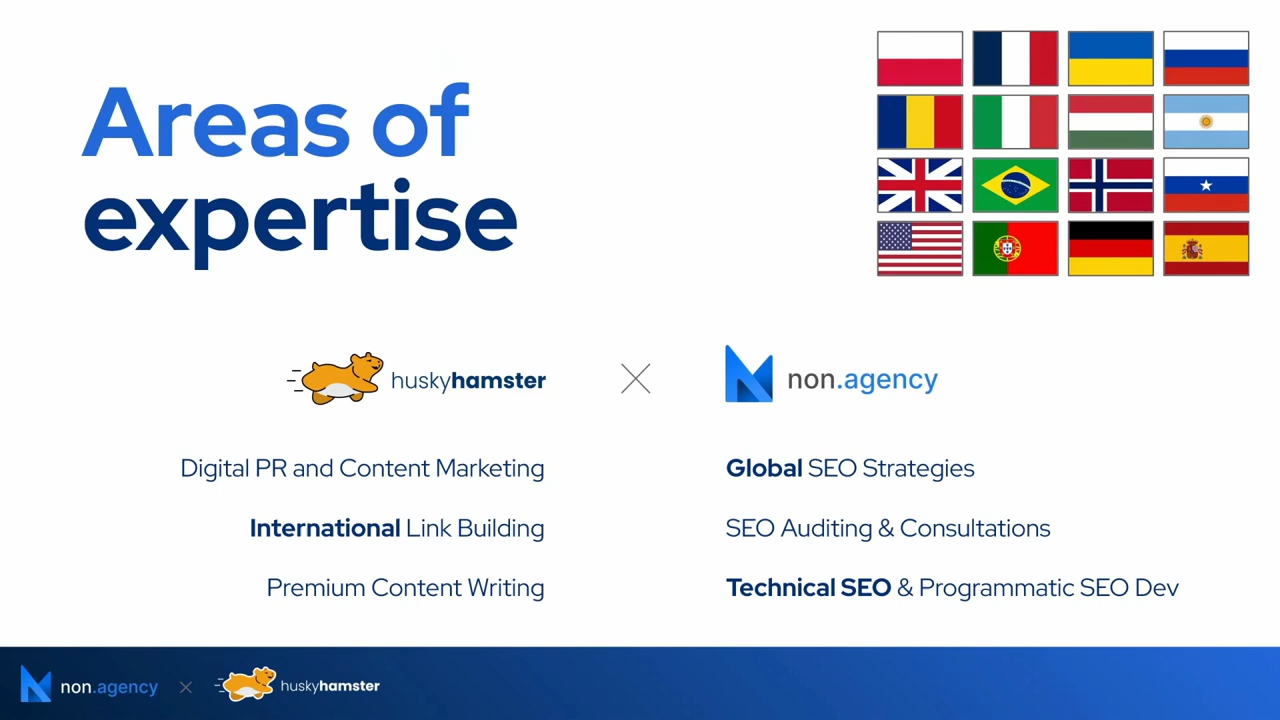 Areas of
expertise
huskyhamster
non.agency
Digital PR and Content Marketing
International Link Building
Premium Content Writing
Global SEO Strategies
SEO Auditing & Consultations
Technical SEO & Programmatic SEO Dev
non.agency
huskyhamster